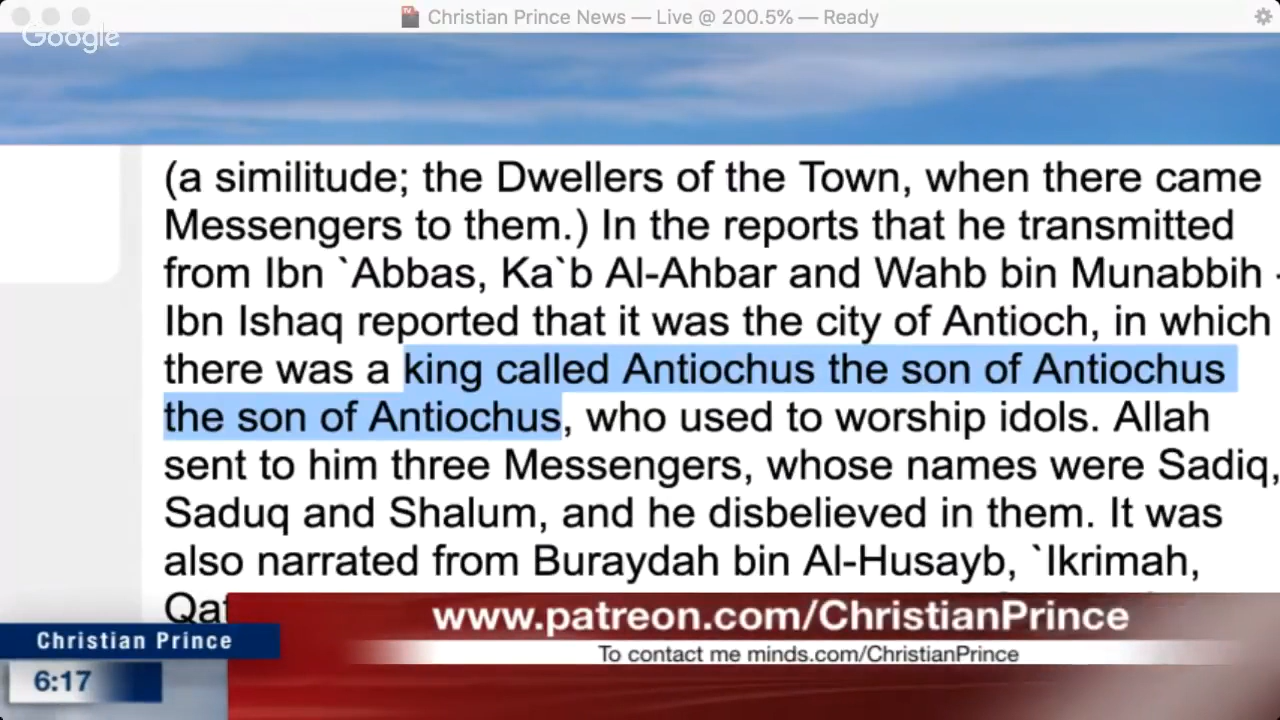 Christian Prince News — Live @ 200.5% — Ready
Google
(a similitude; the Dwellers of the Town, when there came
Messengers to them.) In the reports that he transmitted
from Ibn `Abbas, Ka`b Al-Ahbar and Wahb bin Munabbih -
Ibn Ishaq reported that it was the city of Antioch, in which
there was a king called Antiochus the son of Antiochus
the son of Antiochus, who used to worship idols. Allah
sent to him three Messengers, whose names were Sadiq,
Saduq and Shalum, and he disbelieved in them. It was
also narrated from Buraydah bin Al-Husayb, `Ikrimah,
www.patreon.com/ChristianPrince
To contact me minds.com/ChristianPrince
Christian Prince
6:17